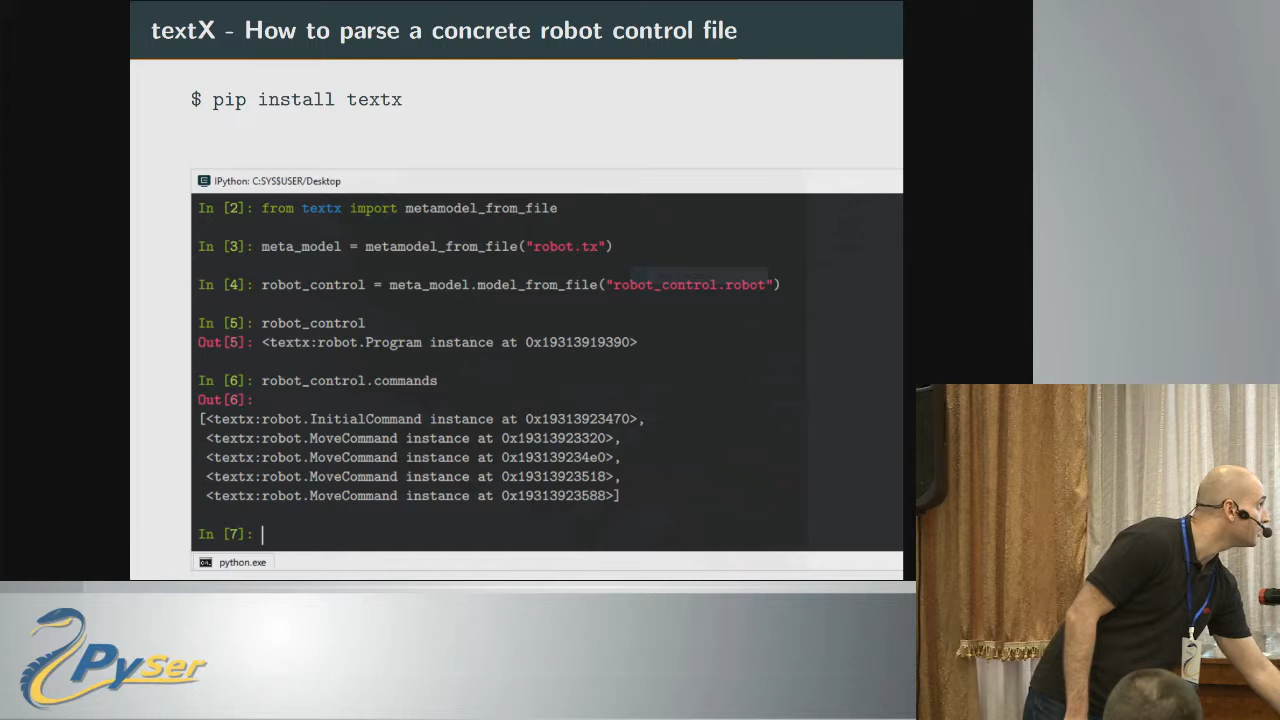 textX - How to parse a concrete robot control file
$ pip install textx
IPython: C:SYS$USER/Desktop
In [2]: from textx import metamodel_from_file
In [3]: meta_model = metamodel_from_file("robot.tx")
In [4]: robot_control = meta_model.model_from_file("robot_control.robot")
In [5]: robot_control
Out[5]: <textx:robot.Program instance at 0x19313919390>
In [6]: robot_control.commands
Out[6]:
[<textx:robot.InitialCommand instance at 0x19313923470>,
<textx:robot.MoveCommand instance at 0x19313923320>,
<textx:robot.MoveCommand instance at 0x193139234e0>,
<textx:robot.MoveCommand instance at 0x19313923518>,
<textx:robot.MoveCommand instance at 0x19313923588>]
In [7]:
python.exe
PySer